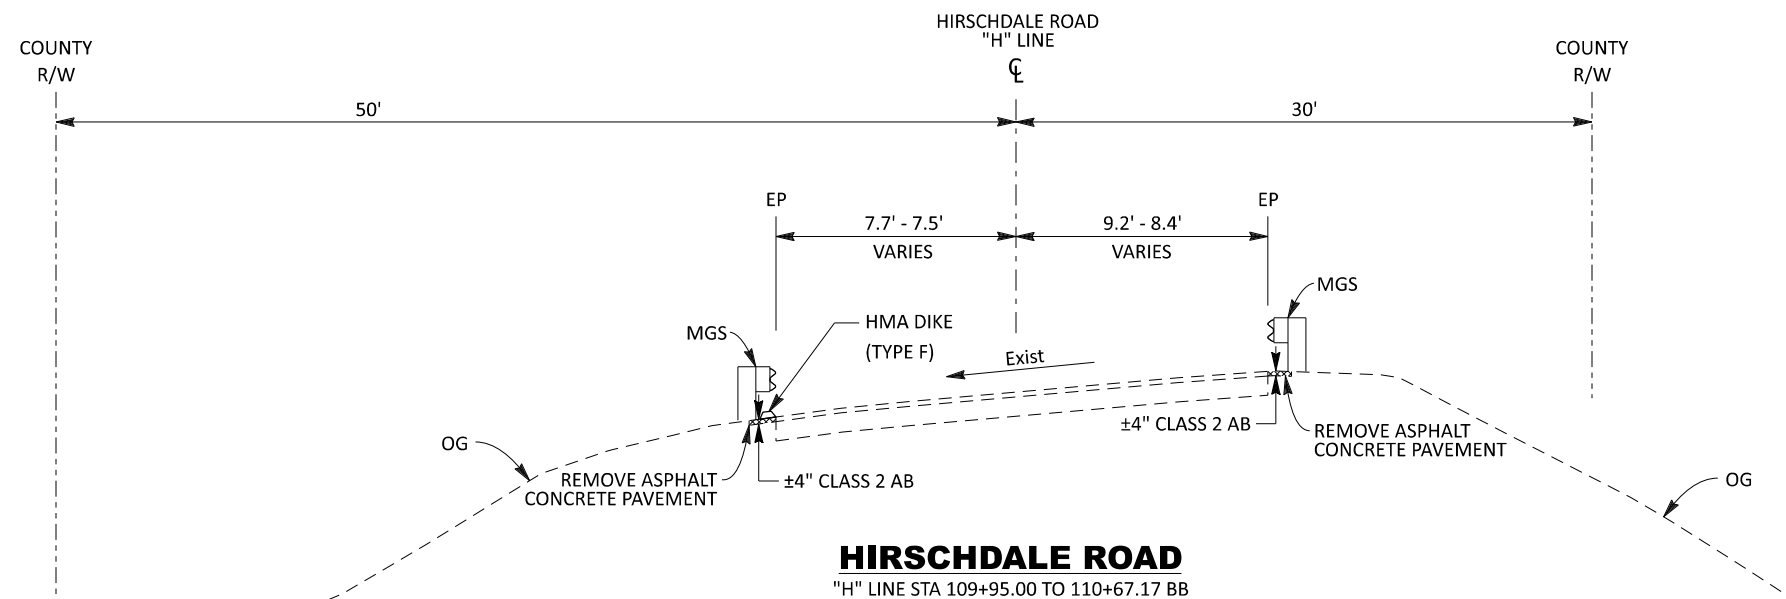 HIRSCHDALE ROAD
"H" LINE
℄
COUNTY
R/W
COUNTY
R/W
50'
30'
EP
EP
7.7' - 7.5'
VARIES
9.2' - 8.4'
VARIES
MGS
MGS
HMA DIKE
(TYPE F)
Exist
±4" CLASS 2 AB
REMOVE ASPHALT
CONCRETE PAVEMENT
OG
REMOVE ASPHALT
CONCRETE PAVEMENT
±4" CLASS 2 AB
OG
HIRSCHDALE ROAD
"H" LINE STA 109+95.00 TO 110+67.17 BB